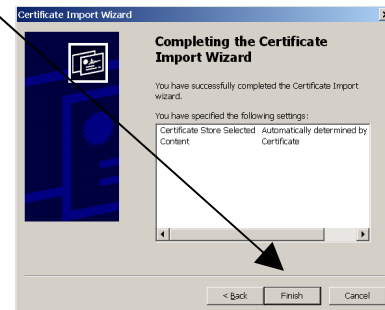 Certificate Import Wizard
Completing the Certificate
Import Wizard
You have successfully completed the Certificate Import
wizard.
You have specified the following settings:
Certificate Store Selected Automatically determined by
Content Certificate
< Back Finish Cancel